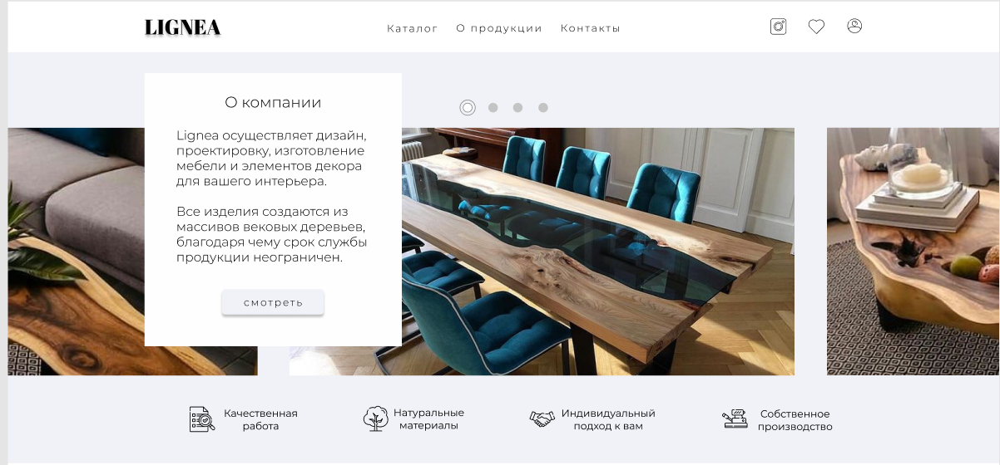 LIGNEA
Каталог
О продукции
Контакты
О компании
Lignea осуществляет дизайн,
проектировку, изготовление
мебели и элементов декора
для вашего интерьера.
Все изделия создаются из
массивов вековых деревьев,
благодаря чему срок службы
продукции неограничен.
смотреть
Качественная
работа
Натуральные
материалы
Индивидуальный
подход к вам
Собственное
производство